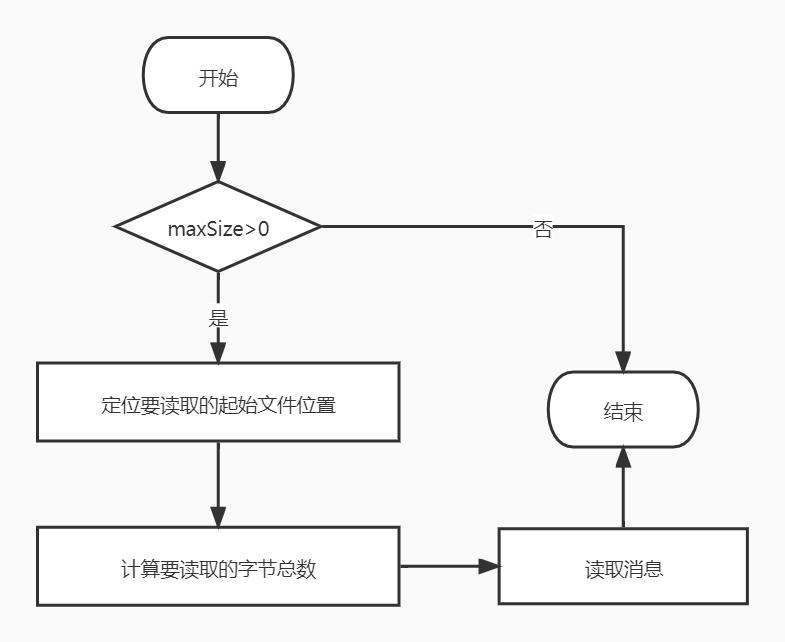 开始
maxSize>0
否
是
定位要读取的起始文件位置
结束
计算要读取的字节总数
读取消息